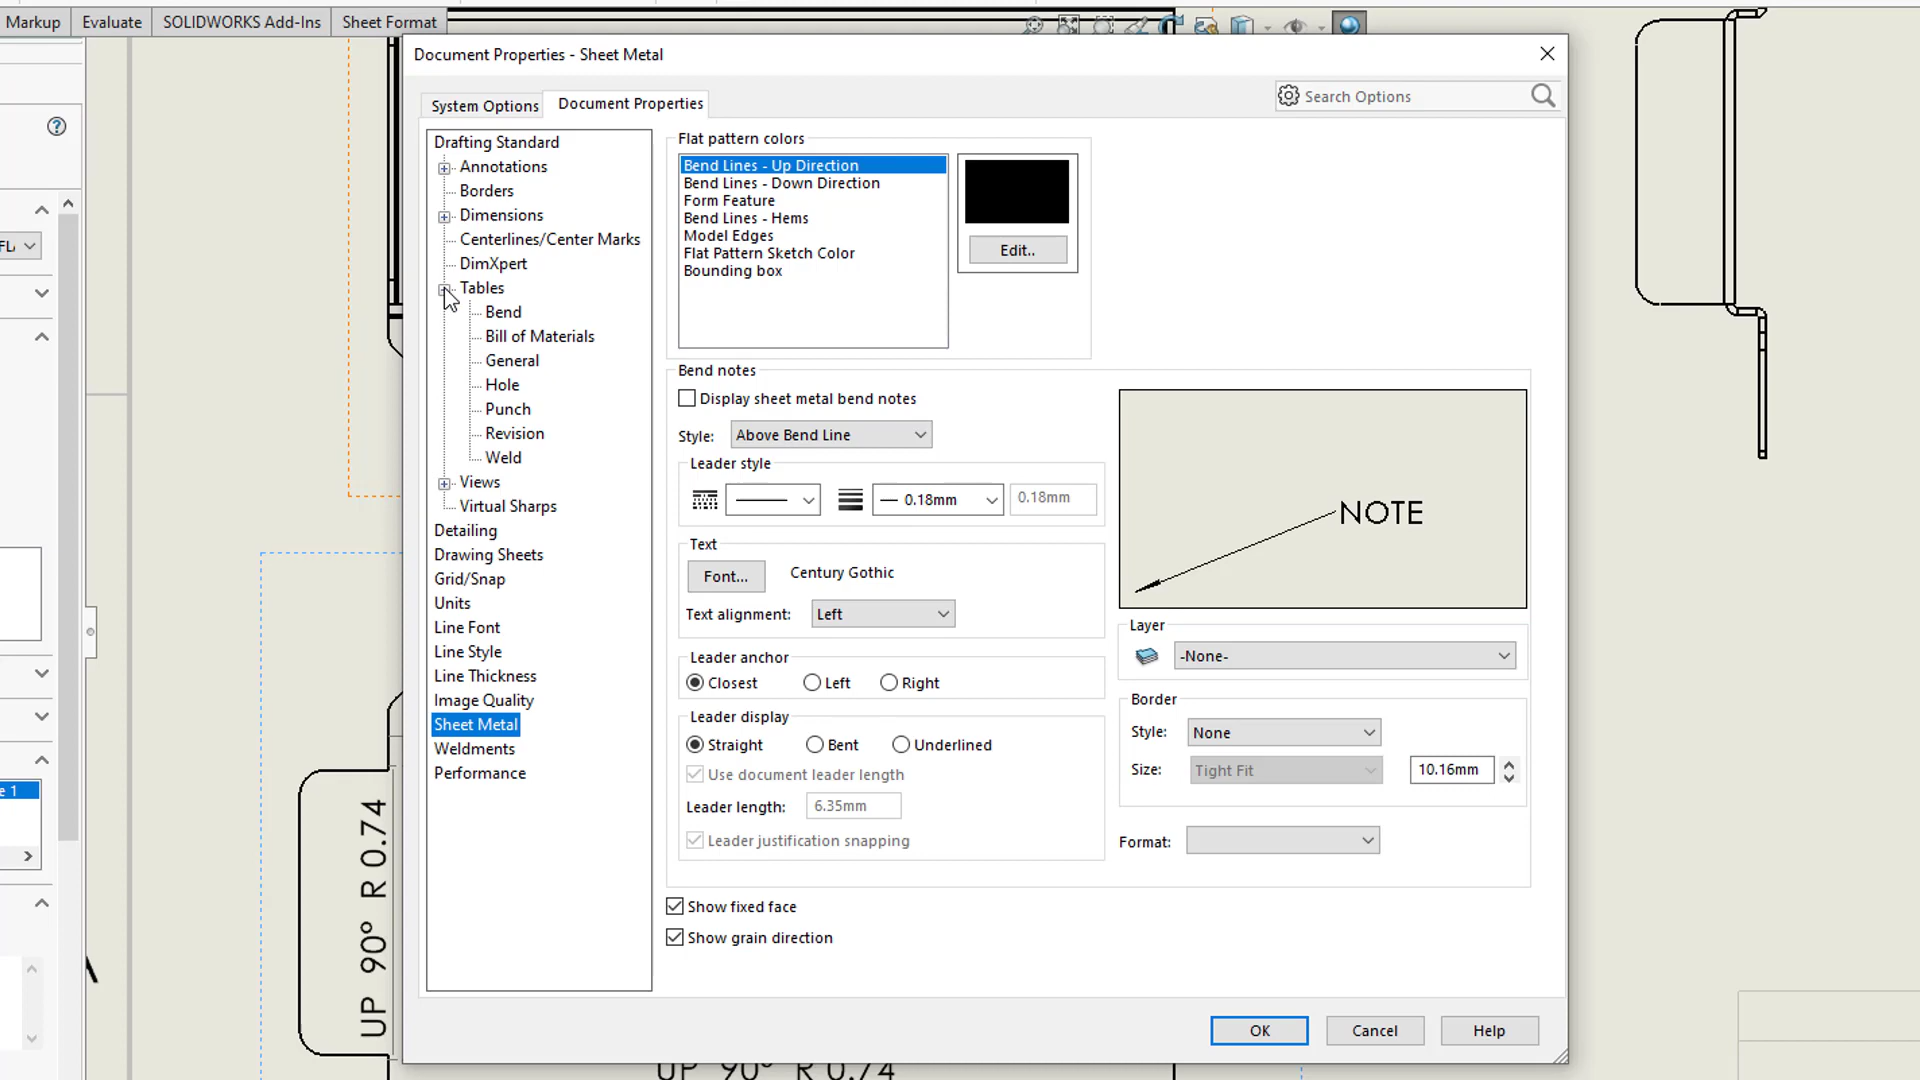 Markup Evaluate SOLIDWORKS Add-Ins Sheet Format
Document Properties - Sheet Metal
System Options Document Properties
Search Options
Drafting Standard
Annotations
Borders
Dimensions
Centerlines/Center Marks
DimXpert
Tables
Bend
Bill of Materials
General
Hole
Punch
Revision
Weld
Views
Virtual Sharps
Detailing
Drawing Sheets
Grid/Snap
Units
Line Font
Line Style
Line Thickness
Image Quality
Sheet Metal
Weldments
Performance
Flat pattern colors
Bend Lines - Up Direction
Bend Lines - Down Direction
Form Feature
Bend Lines - Hems
Model Edges
Flat Pattern Sketch Color
Bounding box
Edit..
Bend notes
Display sheet metal bend notes
Style: Above Bend Line
Leader style
0.18mm 0.18mm
Text
Font... Century Gothic
Text alignment: Left
Leader anchor
Closest Left Right
Leader display
Straight Bent Underlined
Use document leader length
Leader length: 6.35mm
Leader justification snapping
NOTE
Layer
-None-
Border
Style: None
Size: Tight Fit 10.16mm
Format:
Show fixed face
Show grain direction
OK Cancel Help
UP 90° R 0.74
UP 90° R 0.74